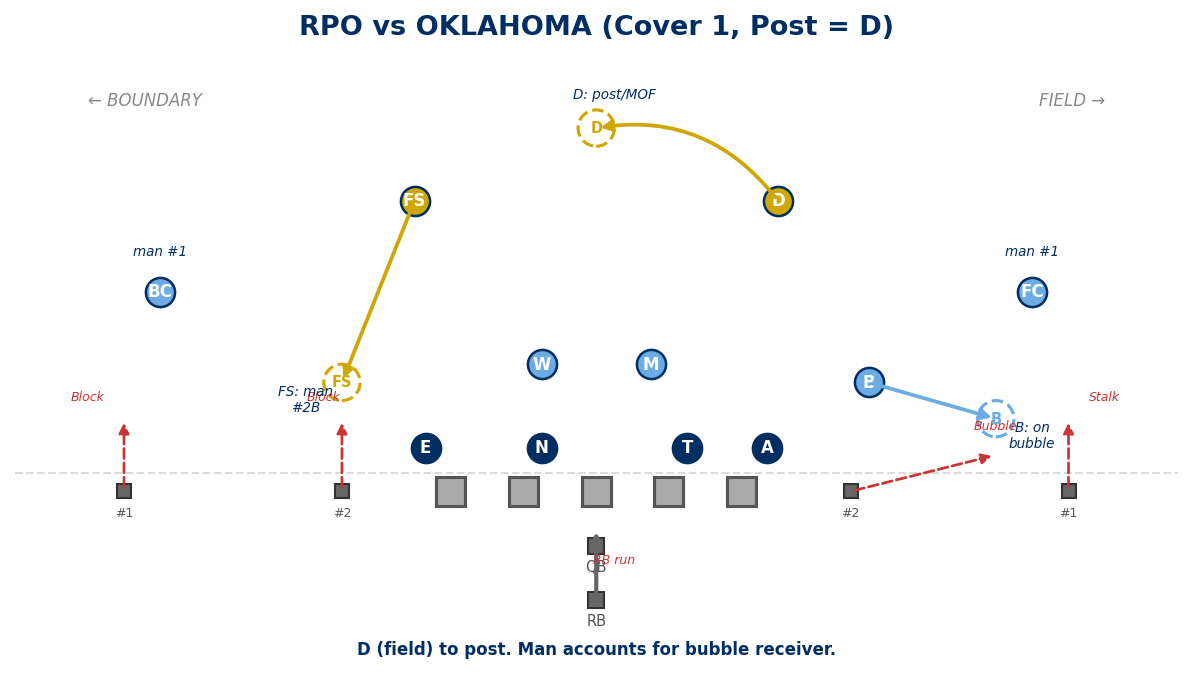 RPO vs OKLAHOMA (Cover 1, Post = D)
← BOUNDARY
D: post/MOF
FIELD →
D
FS
D
man #1
man #1
BC
FC
W
M
FS
B
FS: man
#2B
Block
Block
Stalk
B
Bubble
B: on
bubble
E
N
T
A
#1
#2
#2
#1
QB
RB run
RB
D (field) to post. Man accounts for bubble receiver.